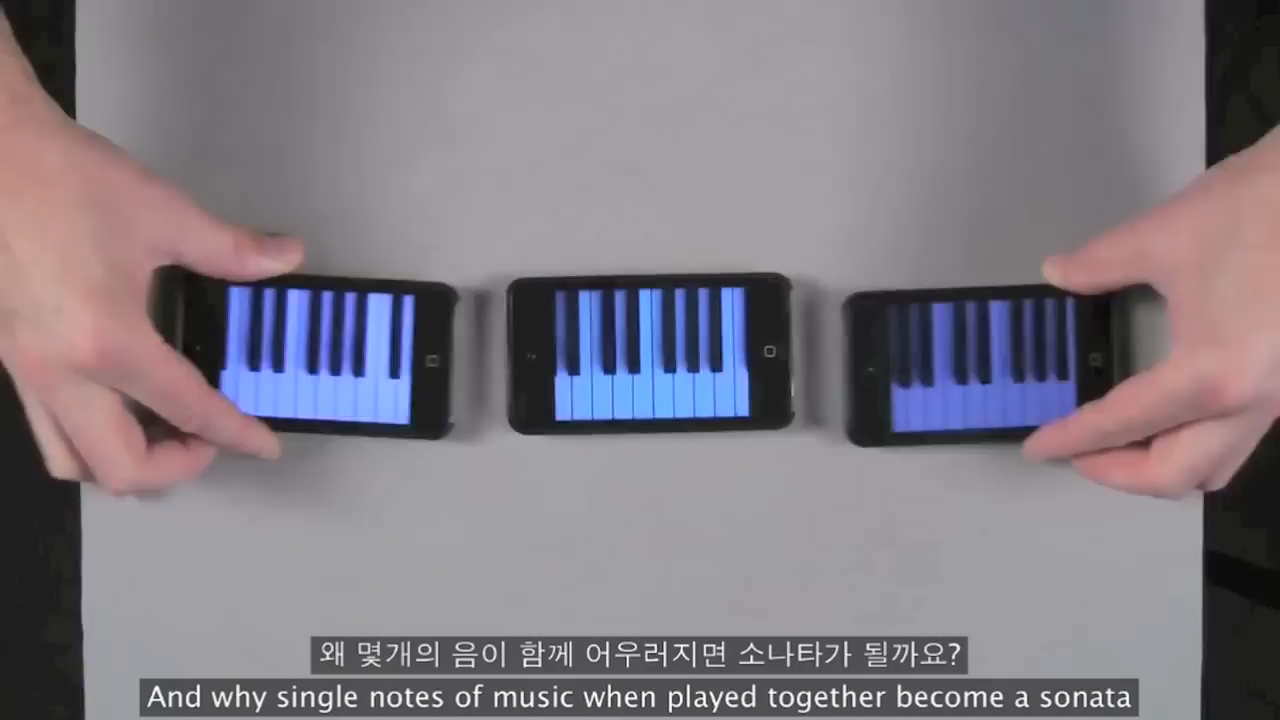 왜 몇개의 음이 함께 어우러지면 소나타가 될까요?
And why single notes of music when played together become a sonata